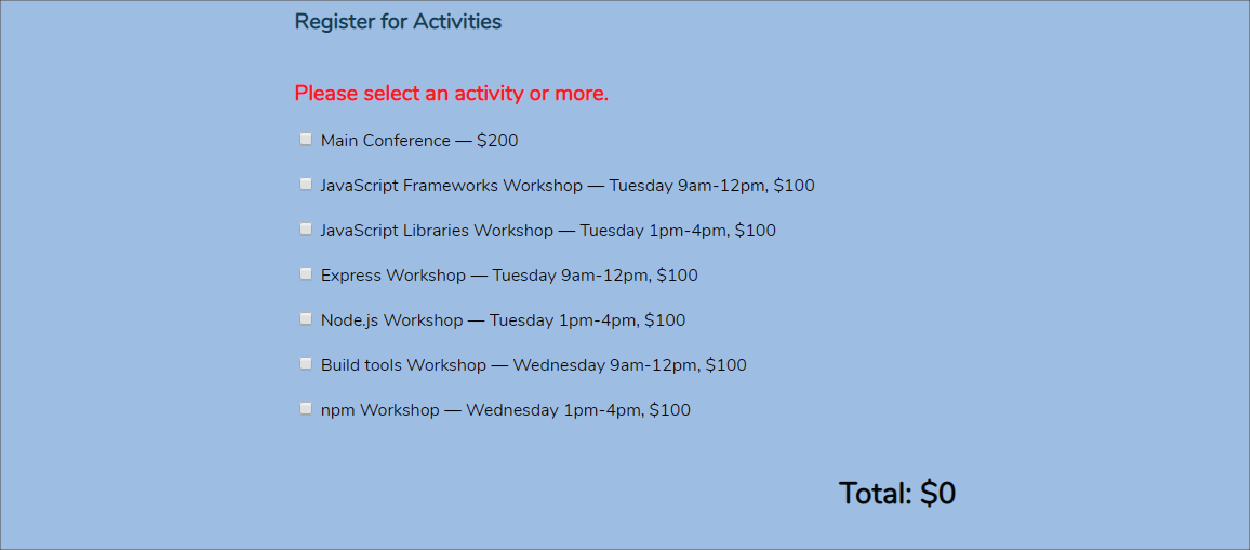 Register for Activities
Please select an activity or more.
Main Conference — $200
JavaScript Frameworks Workshop — Tuesday 9am-12pm, $100
JavaScript Libraries Workshop — Tuesday 1pm-4pm, $100
Express Workshop — Tuesday 9am-12pm, $100
Node.js Workshop — Tuesday 1pm-4pm, $100
Build tools Workshop — Wednesday 9am-12pm, $100
npm Workshop — Wednesday 1pm-4pm, $100
Total: $0